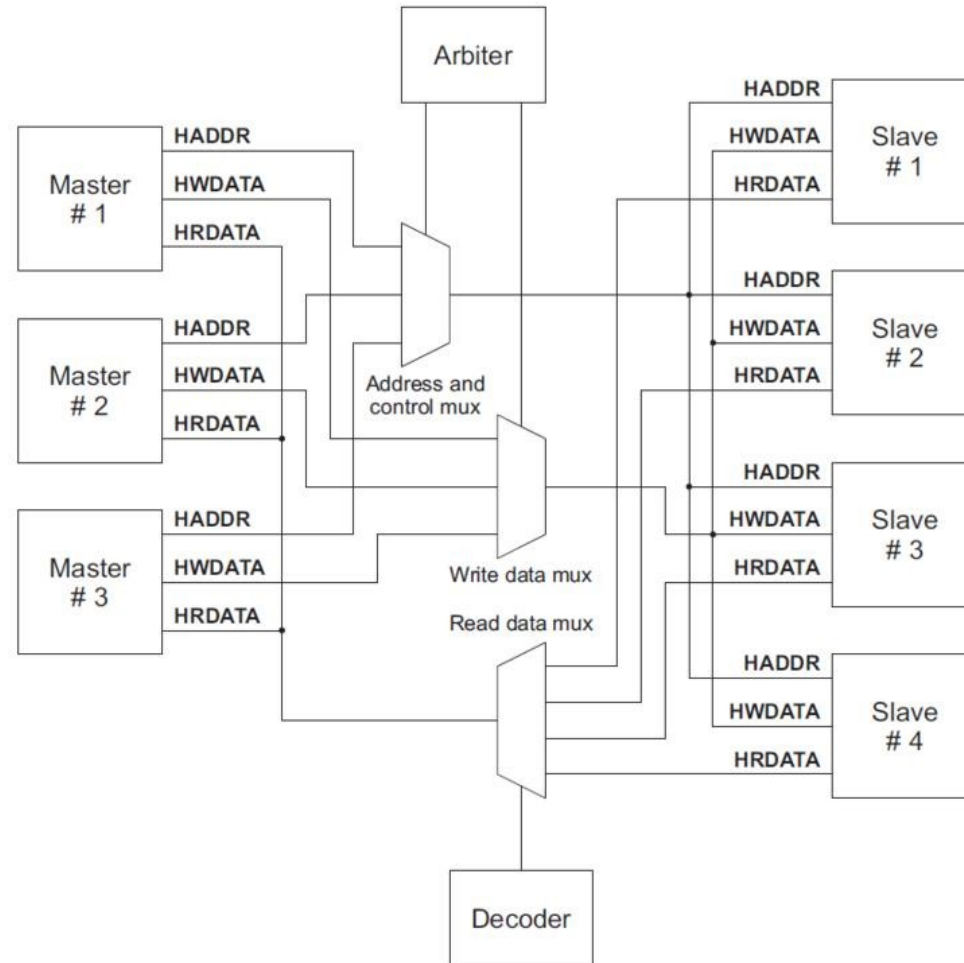 Arbiter
Master
# 1
HADDR
HWDATA
HRDATA
Master
# 2
HADDR
HWDATA
HRDATA
Master
# 3
HADDR
HWDATA
HRDATA
Address and
control mux
Write data mux
Read data mux
HADDR
HWDATA
HRDATA
Slave
# 1
HADDR
HWDATA
HRDATA
Slave
# 2
HADDR
HWDATA
HRDATA
Slave
# 3
HADDR
HWDATA
HRDATA
Slave
# 4
Decoder